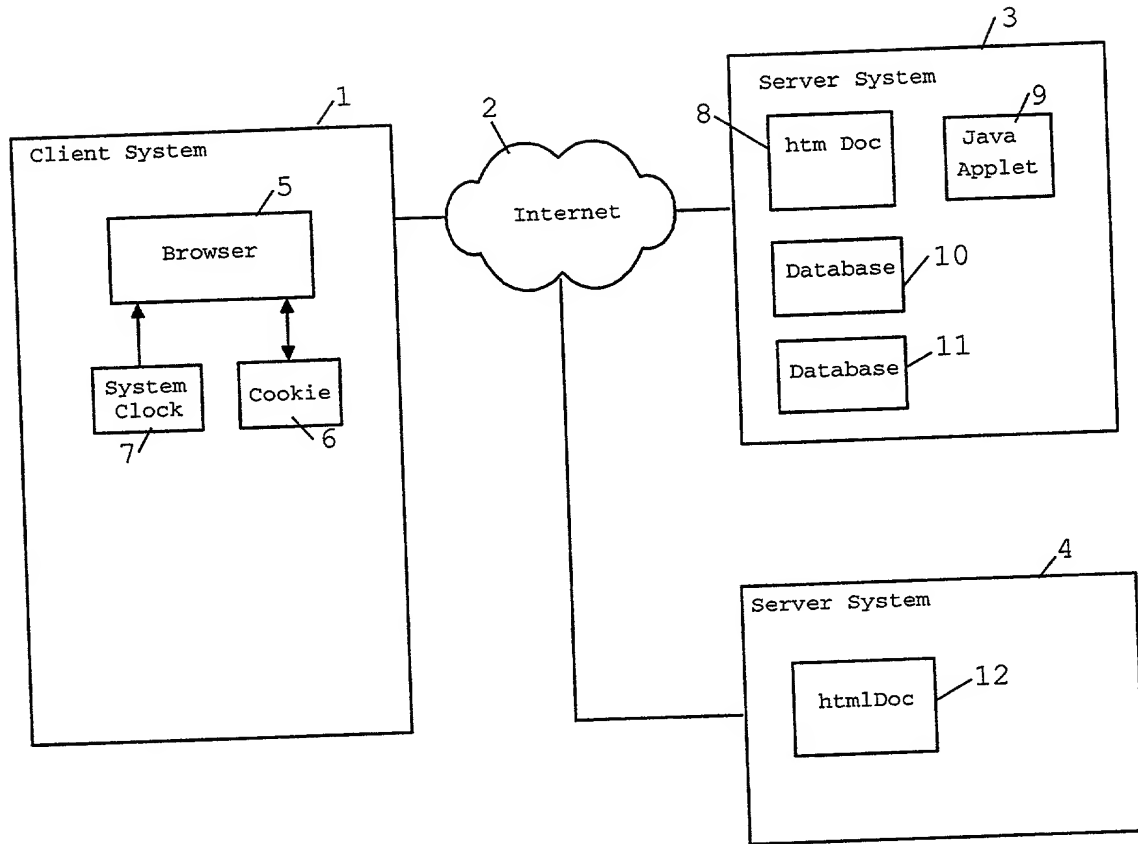 3
Server System
1
Client System
2
8
htm Doc
9
Java
Applet
5
Browser
Internet
Database
10
System
Clock
7
Cookie
6
Database
11
4
Server System
htmlDoc
12